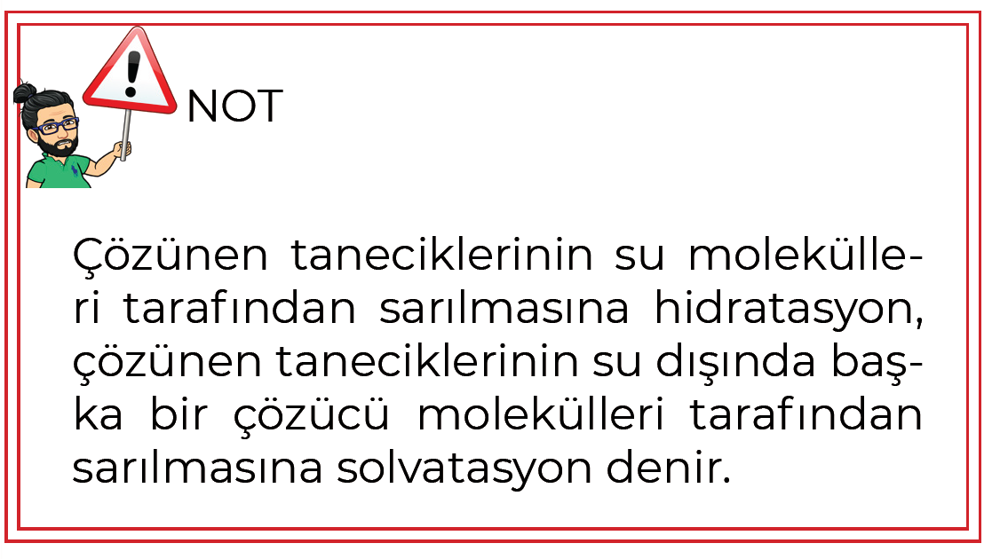 NOT
Çözünen taneciklerinin su molekülle-
ri tarafından sarılmasına hidratasyon,
çözünen taneciklerinin su dışında baş-
ka bir çözücü molekülleri tarafından
sarılmasına solvatasyon denir.